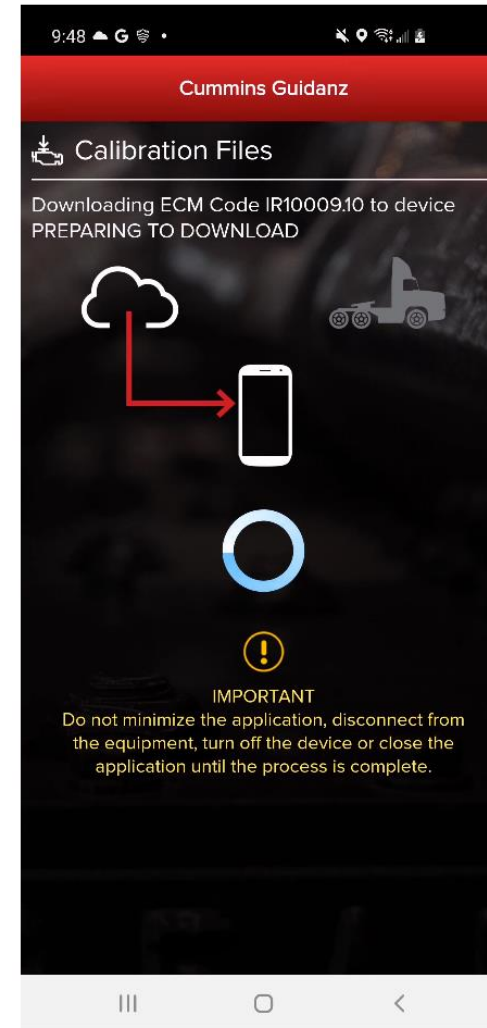 9:48
Cummins Guidanz
Calibration Files
Downloading ECM Code IR10009.10 to device
PREPARING TO DOWNLOAD
IMPORTANT
Do not minimize the application, disconnect from
the equipment, turn off the device or close the
application until the process is complete.